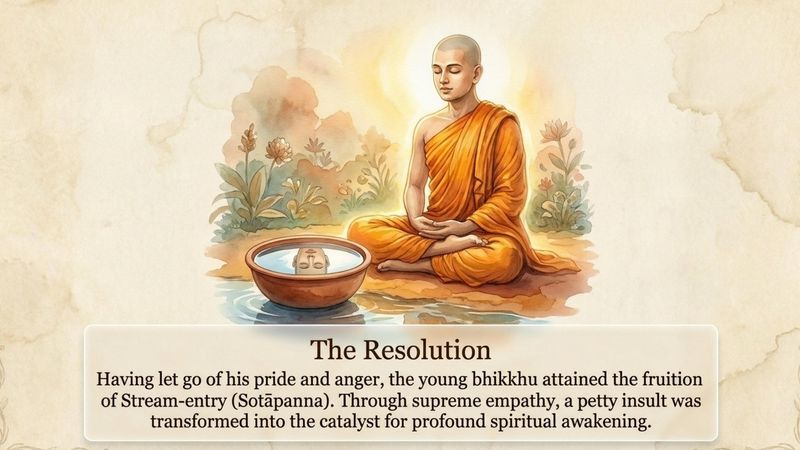 The Resolution
Having let go of his pride and anger, the young bhikkhu attained the fruition
of Stream-entry (Sotāpanna). Through supreme empathy, a petty insult was
transformed into the catalyst for profound spiritual awakening.